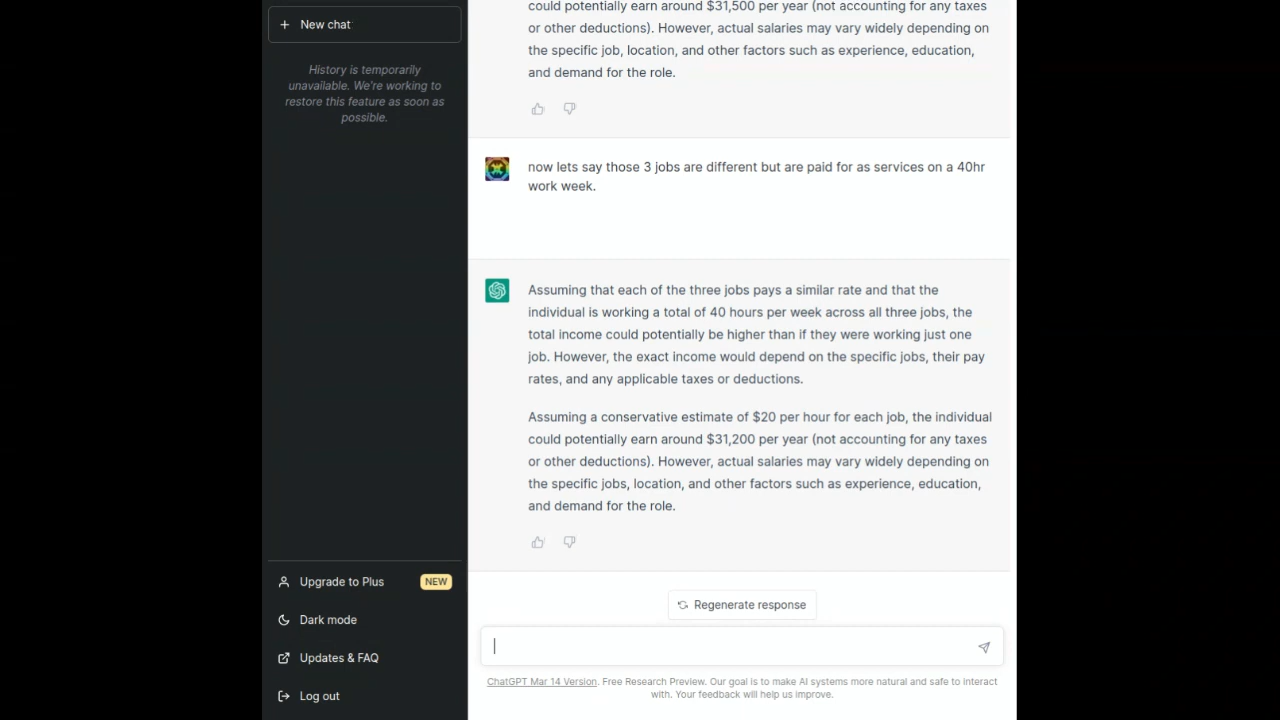 New chat
History is temporarily
unavailable. We're working to
restore this feature as soon as
possible.
Upgrade to Plus
NEW
Dark mode
Updates & FAQ
Log out
could potentially earn around $31,500 per year (not accounting for any taxes
or other deductions). However, actual salaries may vary widely depending on
the specific job, location, and other factors such as experience, education,
and demand for the role.
now lets say those 3 jobs are different but are paid for as services on a 40hr
work week.
Assuming that each of the three jobs pays a similar rate and that the
individual is working a total of 40 hours per week across all three jobs, the
total income could potentially be higher than if they were working just one
job. However, the exact income would depend on the specific jobs, their pay
rates, and any applicable taxes or deductions.
Assuming a conservative estimate of $20 per hour for each job, the individual
could potentially earn around $31,200 per year (not accounting for any taxes
or other deductions). However, actual salaries may vary widely depending on
the specific jobs, location, and other factors such as experience, education,
and demand for the role.
Regenerate response
ChatGPT Mar 14 Version. Free Research Preview. Our goal is to make AI systems more natural and safe to interact
with. Your feedback will help us improve.